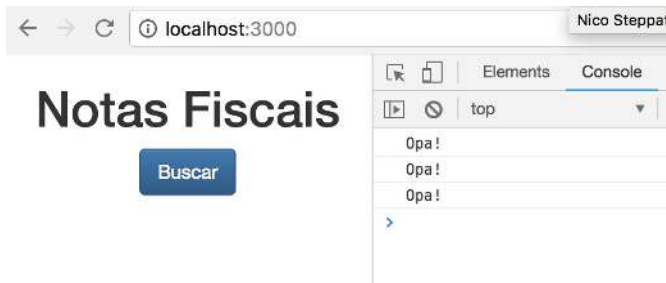 localhost:3000
Nico Steppat
Notas Fiscais
Buscar
Elements Console
top
Opa!
Opa!
Opa!